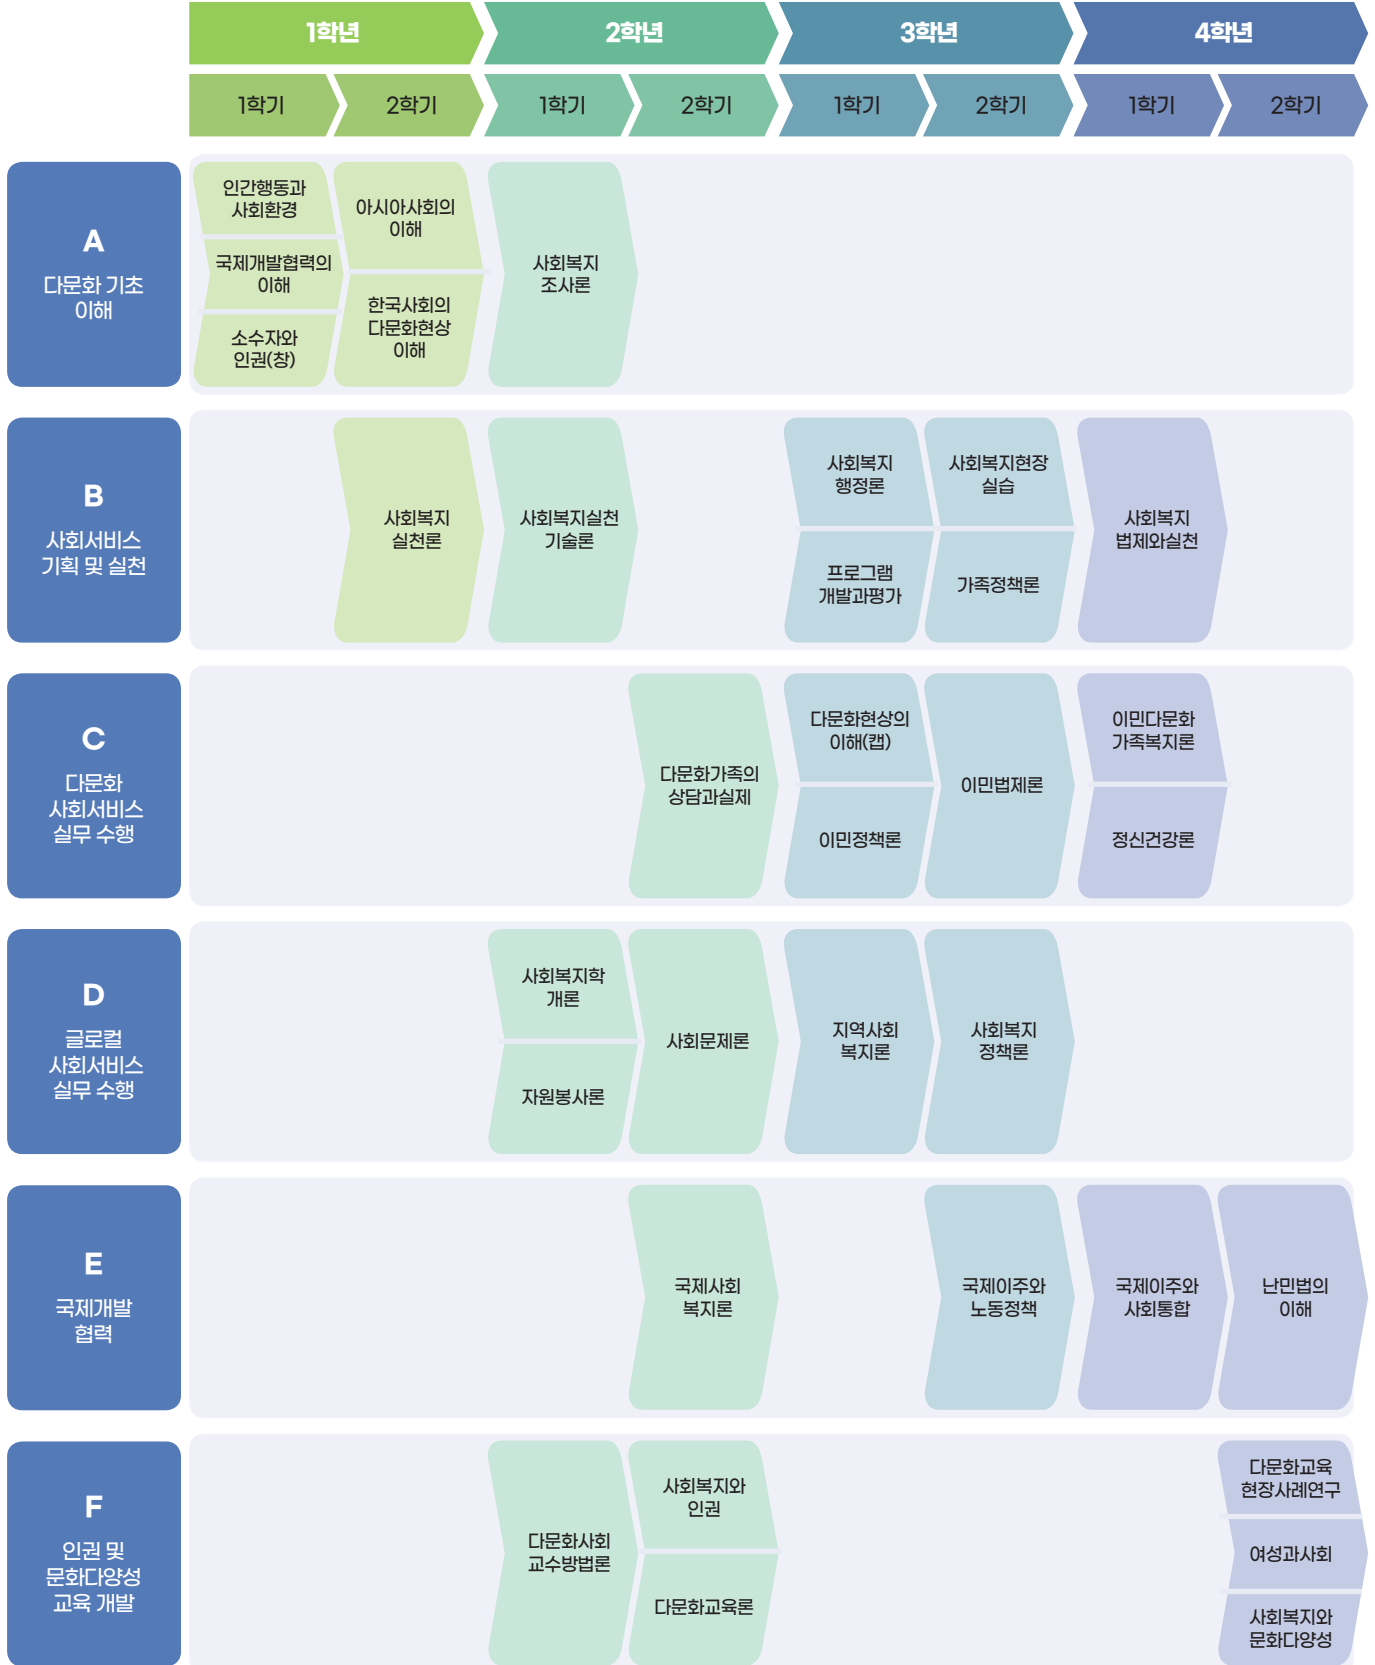 1학년
2학년
3학년
4학년
1학기
2학기
1학기
2학기
1학기
2학기
1학기
2학기
A
다문화 기초
이해
인간행동과
사회환경
국제개발협력의
이해
소수자와
인권(창)
아시아사회의
이해
한국사회의
다문화현상
이해
사회복지
조사론
B
사회서비스
기획 및 실천
사회복지
실천론
사회복지실천
기술론
사회복지
행정론
프로그램
개발과평가
사회복지현장
실습
가족정책론
사회복지
법제와실천
C
다문화
사회서비스
실무 수행
다문화가족의
상담과실제
다문화현상의
이해(캡)
이민정책론
이민법제론
이민다문화
가족복지론
정신건강론
D
글로컬
사회서비스
실무 수행
사회복지학
개론
자원봉사론
사회문제론
지역사회
복지론
사회복지
정책론
E
국제개발
협력
국제사회
복지론
국제이주와
노동정책
국제이주와
사회통합
난민법의
이해
F
인권 및
문화다양성
교육 개발
다문화사회
교수방법론
사회복지와
인권
다문화교육론
다문화교육
현장사례연구
여성과사회
사회복지와
문화다양성